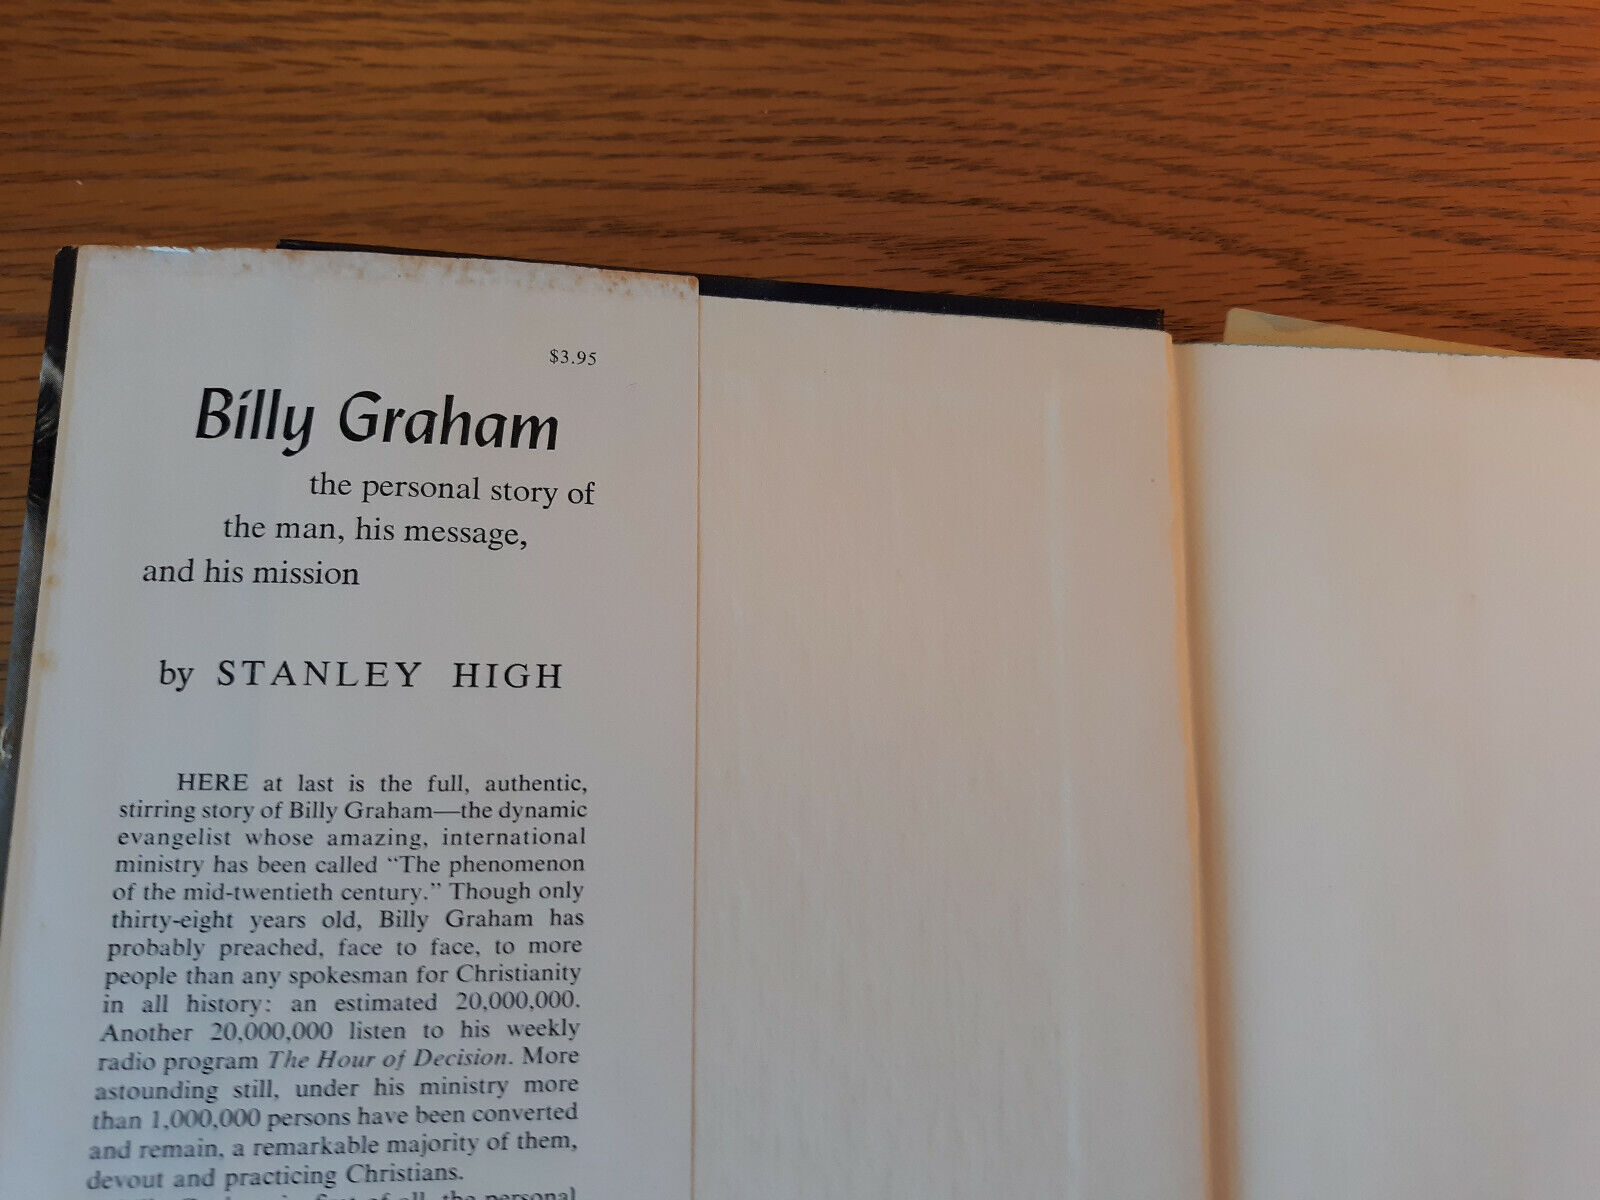 $3.95
Billy Graham
the personal story of
the man, his message,
and his mission
by STANLEY HIGH
HERE at last is the full, authentic,
stirring story of Billy Graham—the dynamic
evangelist whose amazing, international
ministry has been called “The phenomenon
of the mid-twentieth century.” Though only
thirty-eight years old, Billy Graham has
probably preached, face to face, to more
people than any spokesman for Christianity
in all history: an estimated 20,000,000.
Another 20,000,000 listen to his weekly
radio program The Hour of Decision. More
astounding still, under his ministry more
than 1,000,000 persons have been converted
and remain, a remarkable majority of them,
devout and practicing Christians.
first of all, the personal